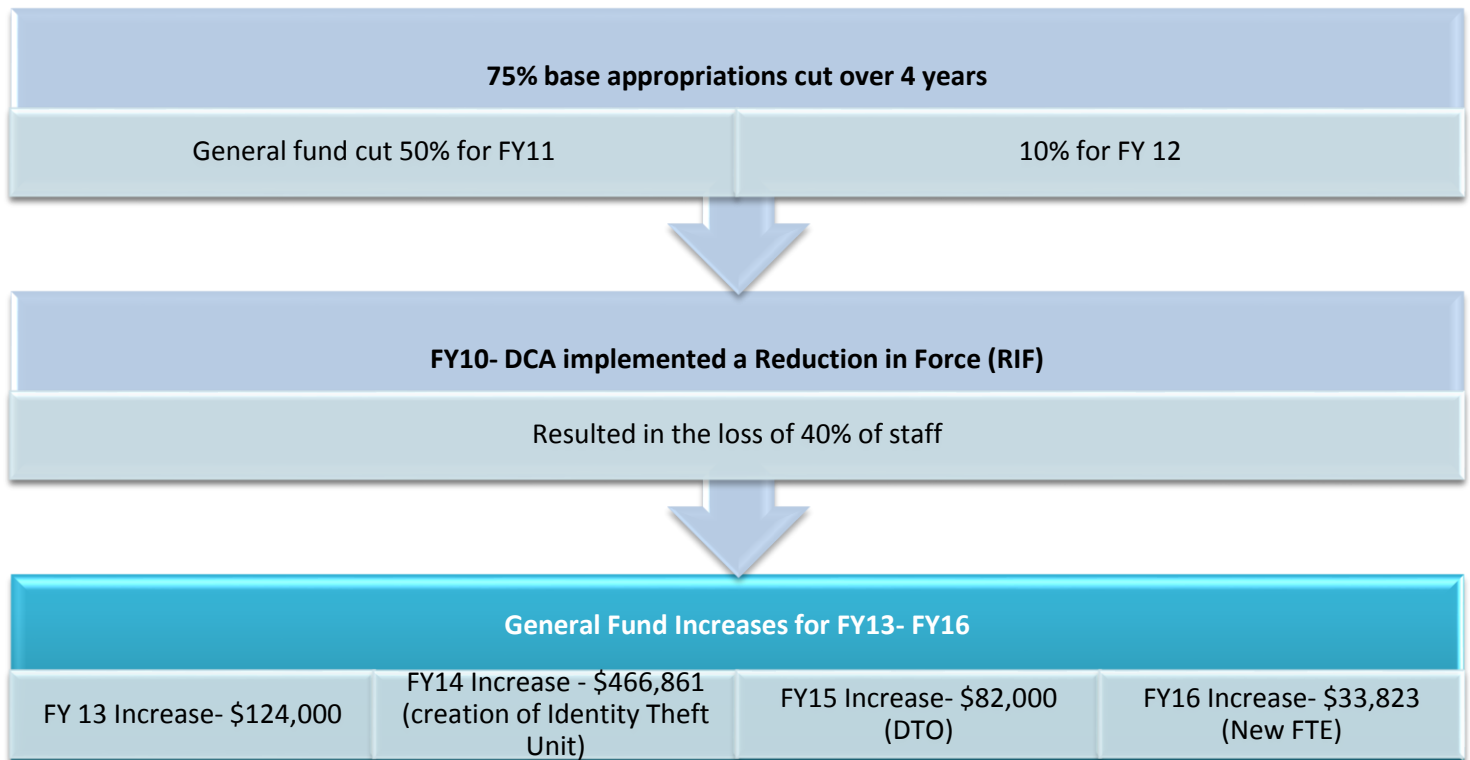 75% base appropriations cut over 4 years
General fund cut 50% for FY11
10% for FY 12
FY10- DCA implemented a Reduction in Force (RIF)
Resulted in the loss of 40% of staff
General Fund Increases for FY13- FY16
FY 13 Increase- $124,000
FY14 Increase - $466,861
(creation of Identity Theft
Unit)
FY15 Increase- $82,000
(DTO)
FY16 Increase- $33,823
(New FTE)